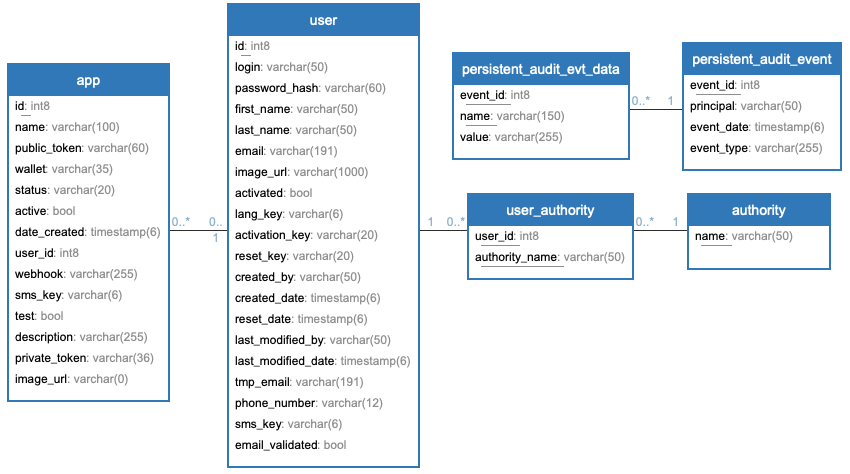 app
id: int8
name: varchar(100)
public_token: varchar(60)
wallet: varchar(35)
status: varchar(20)
active: bool
date_created: timestamp(6)
user_id: int8
webhook: varchar(255)
sms_key: varchar(6)
test: bool
description: varchar(255)
private_token: varchar(36)
image_url: varchar(0)
0..*
0..
1
user
id: int8
login: varchar(50)
password_hash: varchar(60)
first_name: varchar(50)
last_name: varchar(50)
email: varchar(191)
image_url: varchar(1000)
activated: bool
lang_key: varchar(6)
activation_key: varchar(20)
reset_key: varchar(20)
created_by: varchar(50)
created_date: timestamp(6)
reset_date: timestamp(6)
last_modified_by: varchar(50)
last_modified_date: timestamp(6)
tmp_email: varchar(191)
phone_number: varchar(12)
sms_key: varchar(6)
email_validated: bool
persistent_audit_evt_data
event_id: int8
name: varchar(150)
value: varchar(255)
0..* 1
persistent_audit_event
event_id: int8
principal: varchar(50)
event_date: timestamp(6)
event_type: varchar(255)
1 0..*
user_authority
user_id: int8
authority_name: varchar(50)
0..* 1
authority
name: varchar(50)